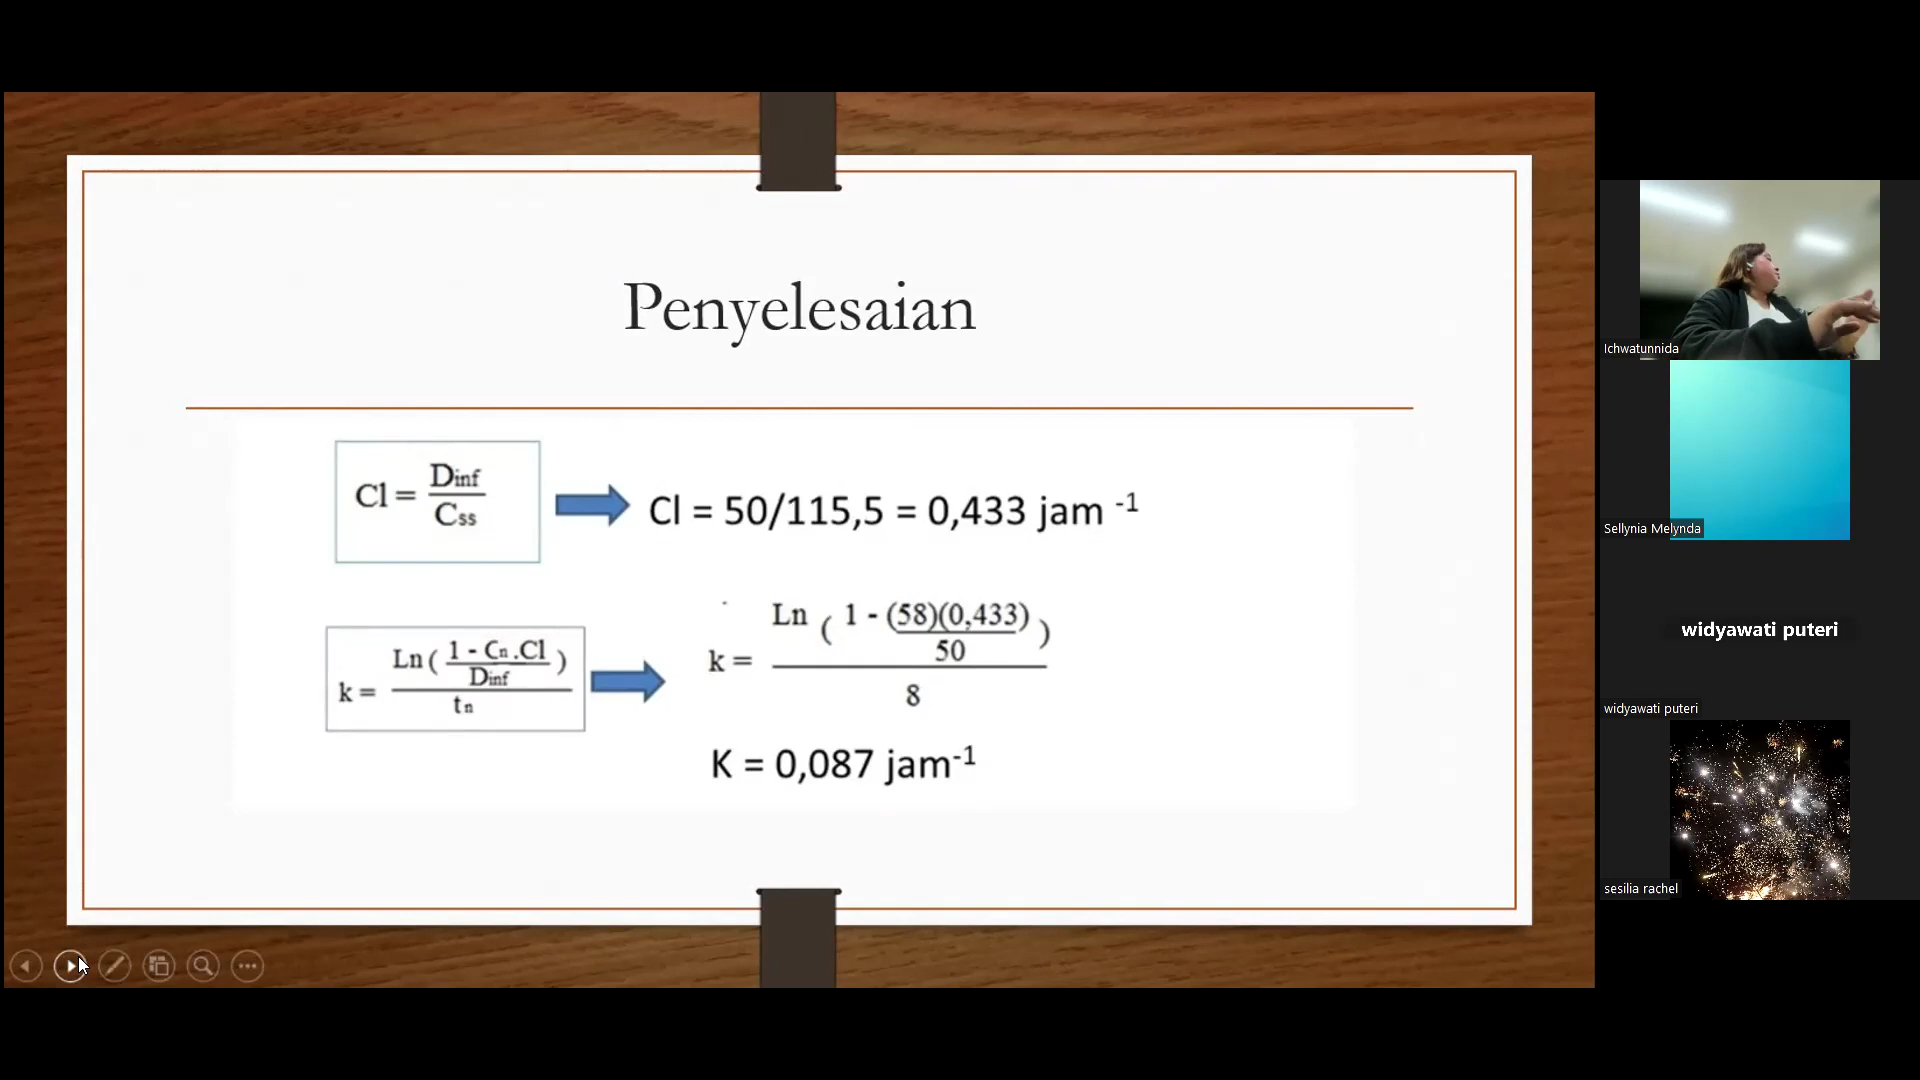 Penyelesaian
Cl = Dinf / Css
Cl = 50/115,5 = 0,433 jam -1
k = Ln ( 1 - Cn .Cl / Dinf ) / tn
k = Ln ( 1 - (58)(0,433) / 50 ) / 8
K = 0,087 jam-1
Ichwatunnida
Sellynia Melynda
widyawati puteri
widyawati puteri
sesilia rachel